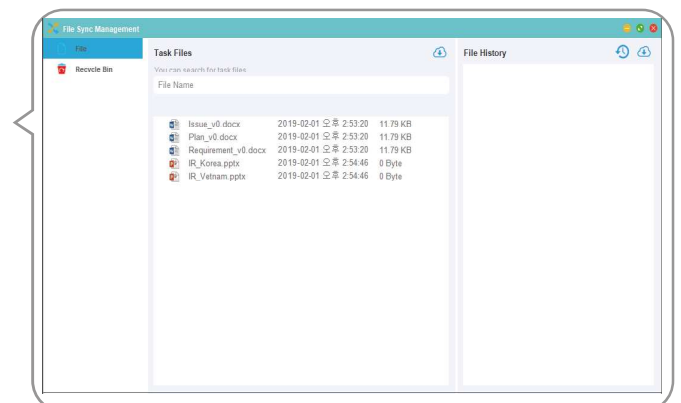 File Sync Management
File
Recycle Bin
Task Files
You can search for task files
File Name
Issue_v0.docx 2019-02-01 오후 2:53:20 11.79 KB
Plan_v0.docx 2019-02-01 오후 2:53:20 11.79 KB
Requirement_v0.docx 2019-02-01 오후 2:53:20 11.79 KB
IR_Korea.pptx 2019-02-01 오후 2:54:46 0 Byte
IR_Vetnam.pptx 2019-02-01 오후 2:54:46 0 Byte
File History